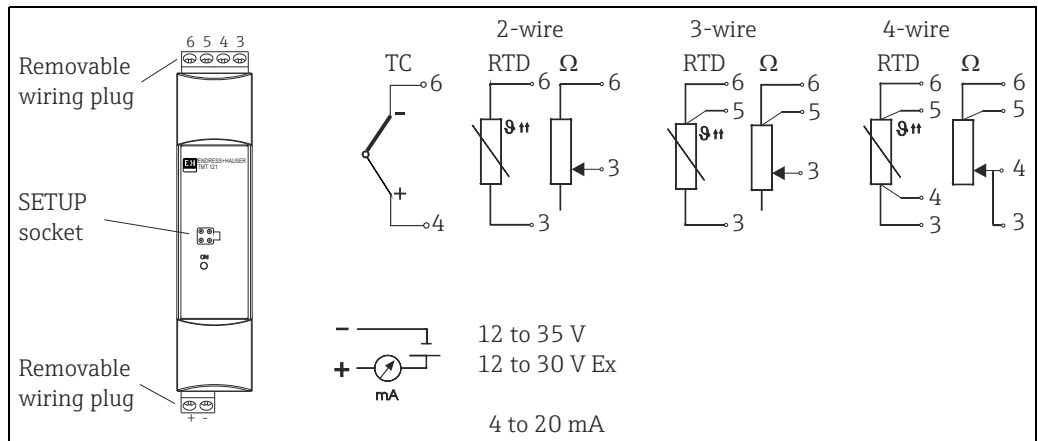 6 5 4 3
Removable
wiring plug
E+H ENDRESS+HAUSER
TMT 121
SETUP
socket
ON
Removable
wiring plug
+ -
TC
6
-
+
4
2-wire
RTD Ω
6 6
ϑ
3
3
3-wire
RTD Ω
6 6
5
ϑ
3
3
4-wire
RTD Ω
6 6
5 5
ϑ
4 4
3 3
- 12 to 35 V
+ 12 to 30 V Ex
mA
4 to 20 mA